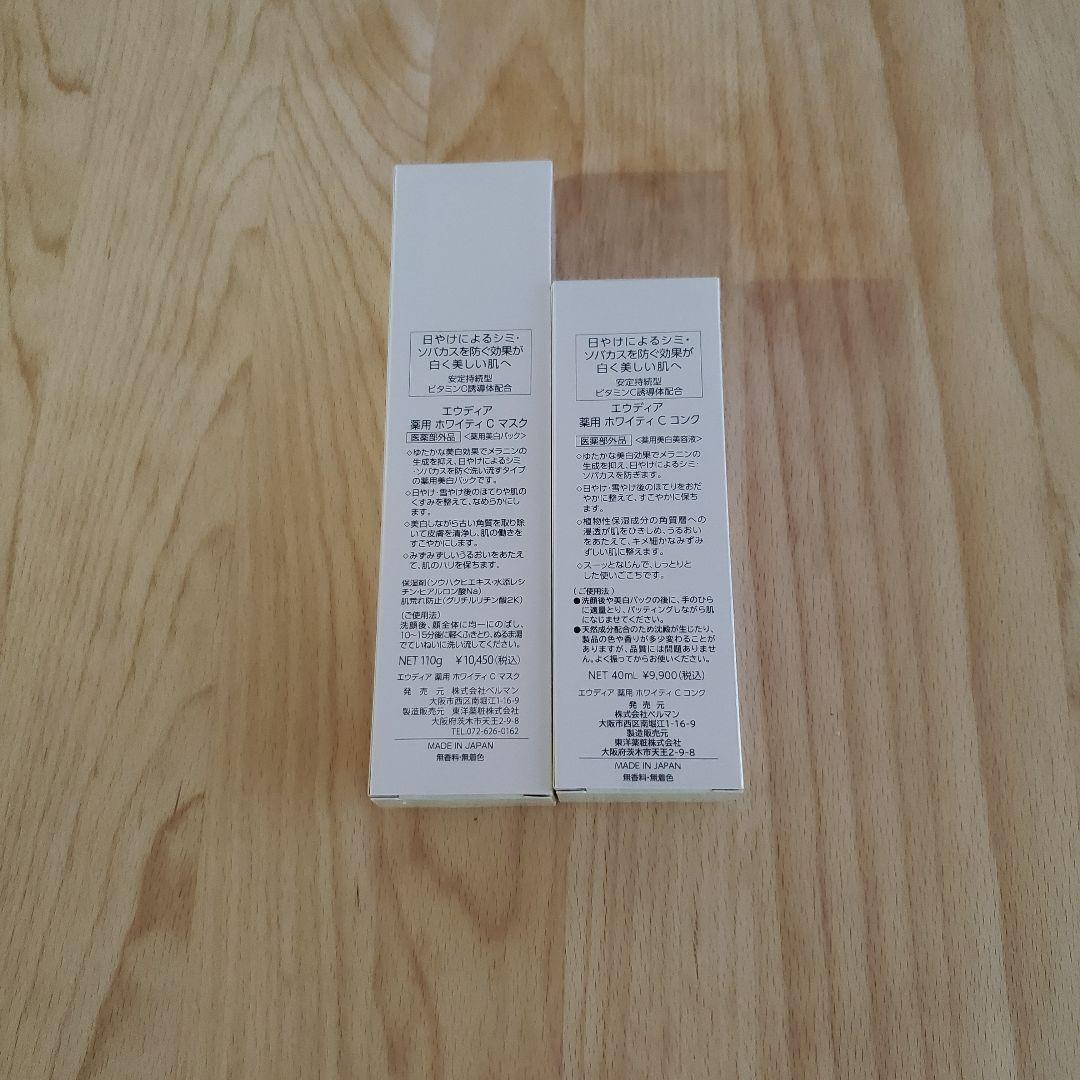 日やけによるシミ・
ソバカスを防ぐ効果が
白く美しい肌へ
安定持続型
ビタミンC誘導体配合
エウディア
薬用 ホワイティ C マスク
医薬部外品 <薬用美白パック>
◇ゆたかな美白効果でメラニンの
生成を抑え、日やけによるシミ
・ソバカスを防ぐ洗い流すタイプ
の薬用美白パックです。
◇日やけ・雪やけ後のほてりや肌の
くすみを整えて、なめらかにし
ます。
◇美白しながら古い角質を取り除
いて皮膚を清浄し、肌の働きを
すこやかにします。
◇みずみずしいうるおいをあたえ
て、肌のハリを保ちます。
保湿剤(ソウハクヒエキス・水添レシ
チン・ヒアルロン酸Na)
肌荒れ防止(グリチルリチン酸2K)
〈ご使用法〉
洗顔後、顔全体に均一にのばし、
10〜15分後に軽くふきとり、ぬるま湯
でていねいに洗い流してください。
NET 110g ¥10,450(税込)
エウディア 薬用 ホワイティ C マスク
発売元 株式会社ベルマン
大阪市西区南堀江1-16-9
製造販売元 東洋薬粧株式会社
大阪府茨木市天王2-9-8
TEL.072-626-0162
MADE IN JAPAN
無香料・無着色
日やけによるシミ・
ソバカスを防ぐ効果が
白く美しい肌へ
安定持続型
ビタミンC誘導体配合
エウディア
薬用 ホワイティ C コンク
医薬部外品 <薬用美白美容液>
◇ゆたかな美白効果でメラニンの
生成を抑え、日やけによるシミ・
ソバカスを防ぎます。
◇日やけ・雪やけ後のほてりをおだ
やかに整えて、すこやかに保ち
ます。
◇植物性保湿成分の角質層への
浸透が肌をひきしめ、うるおい
をあたえて、キメ細かなみずみ
ずしい肌に整えます。
◇スーッとなじんで、しっとりと
した使いごこちです。
〈ご使用法〉
●洗顔後や美白パックの後に、手のひら
に適量とり、パッティングしながら肌
になじませてください。
●天然成分配合のため沈殿が生じたり、
製品の色や香りが多少変わることが
ありますが、品質には問題ありませ
ん。よく振ってからお使いください。
NET 40mL ¥9,900(税込)
エウディア 薬用 ホワイティ C コンク
発売元
株式会社ベルマン
大阪市西区南堀江1-16-9
製造販売元
東洋薬粧株式会社
大阪府茨木市天王2-9-8
MADE IN JAPAN
無香料・無着色